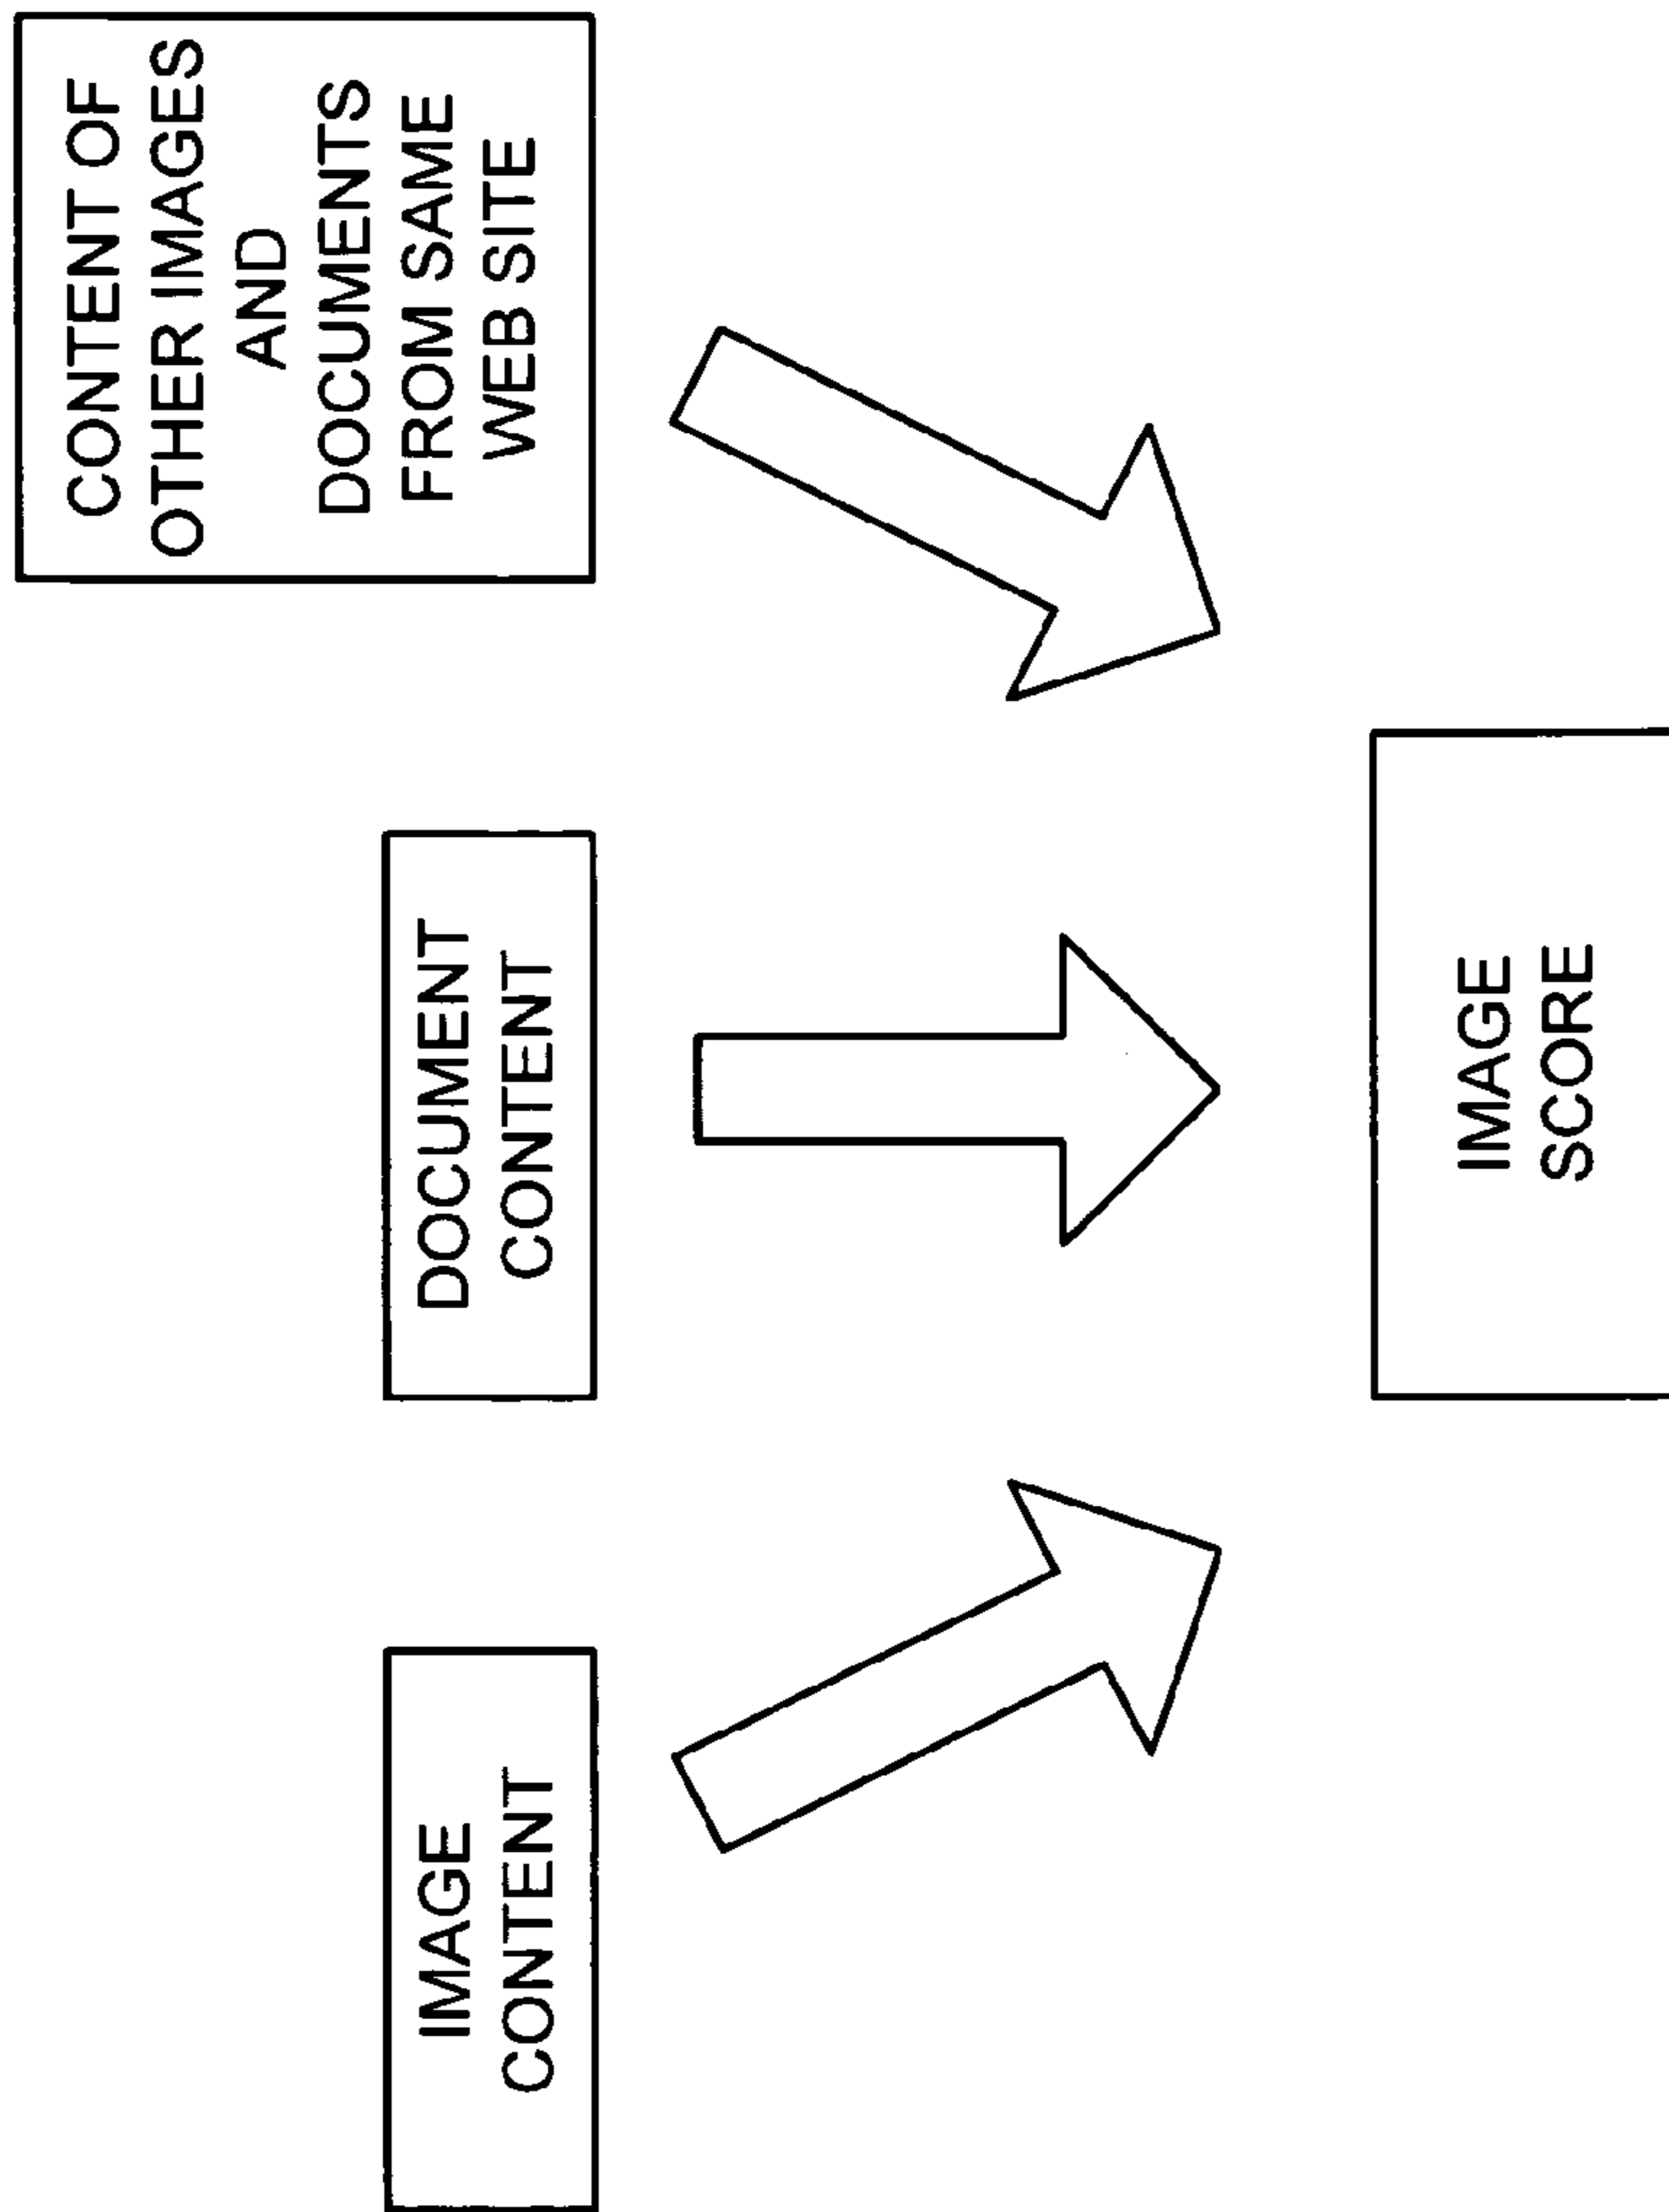 IMAGE
CONTENT
DOCUMENT
CONTENT
CONTENT OF
OTHER IMAGES
AND
DOCUMENTS
FROM SAME
WEB SITE
IMAGE
SCORE